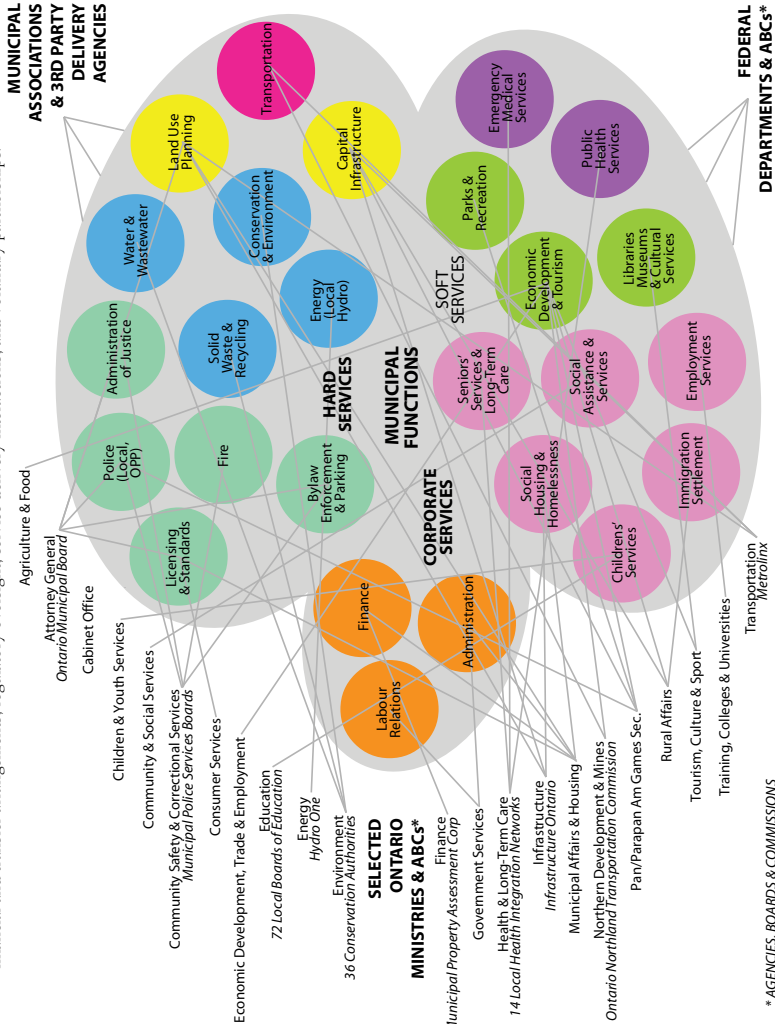 MUNICIPAL
ASSOCIATIONS
& 3RD PARTY
DELIVERY
AGENCIES
FEDERAL
DEPARTMENTS & ABCs*
Transportation
Land Use
Planning
Capital
Infrastructure
Water &
Wastewater
Conservation
& Environment
Energy
(Local
Hydro)
Solid
Waste &
Recycling
Administration
of Justice
Police
(Local,
OPP)
Fire
Licensing
& Standards
Bylaw
Enforcement
& Parking
HARD
SERVICES
MUNICIPAL
FUNCTIONS
SOFT
SERVICES
CORPORATE
SERVICES
Emergency
Medical
Services
Public
Health
Services
Parks &
Recreation
Economic
Development
& Tourism
Libraries
Museums
& Cultural
Services
Seniors'
Services &
Long-Term
Care
Social
Assistance &
Services
Employment
Services
Social
Housing &
Homelessness
Immigration
Settlement
Children's
Services
Finance
Administration
Labour
Relations
SELECTED
ONTARIO
MINISTRIES & ABCs*
Agriculture & Food
Attorney General
Ontario Municipal Board
Cabinet Office
Children & Youth Services
Community & Social Services
Community Safety & Correctional Services
Municipal Police Services Boards
Consumer Services
Economic Development, Trade & Employment
Education
72 Local Boards of Education
Energy
Hydro One
Environment
36 Conservation Authorities
Finance
Property Assessment Corp
Government Services
Health & Long-Term Care
14 Local Health Integration Networks
Infrastructure
Infrastructure Ontario
Municipal Affairs & Housing
Northern Development & Mines
Ontario Northland Transportation Commission
Pan/Parapan Am Games Sec.
Rural Affairs
Tourism, Culture & Sport
Training, Colleges & Universities
Transportation
Metrolinx
* AGENCIES, BOARDS & COMMISSIONS